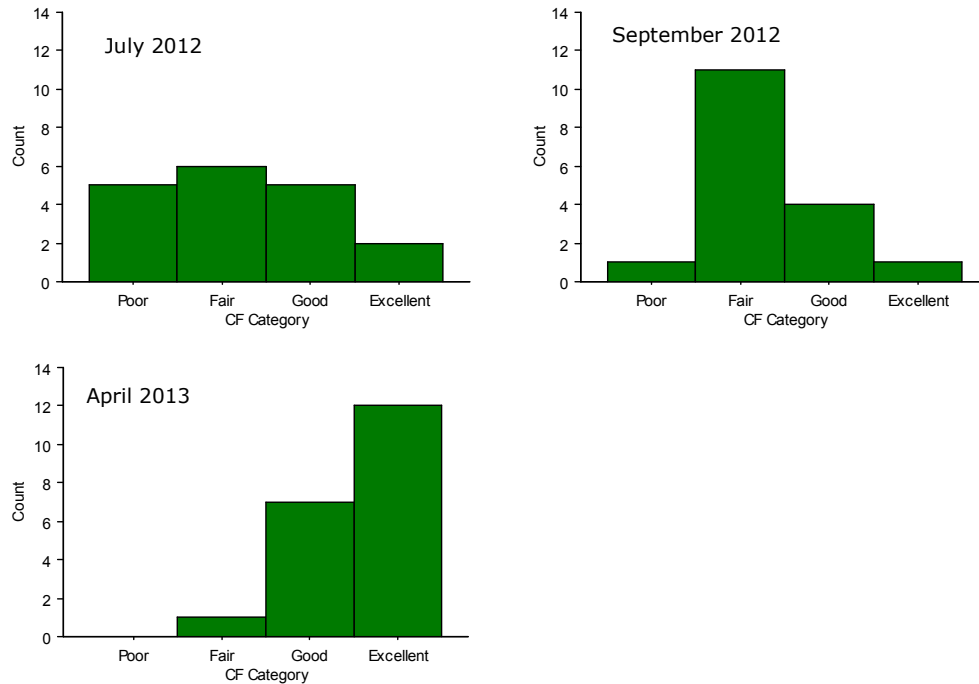 July 2012
14
12
10
8
6
4
2
0
Count
Poor Fair Good Excellent
CF Category
September 2012
14
12
10
8
6
4
2
0
Count
Poor Fair Good Excellent
CF Category
April 2013
14
12
10
8
6
4
2
0
Count
Poor Fair Good Excellent
CF Category